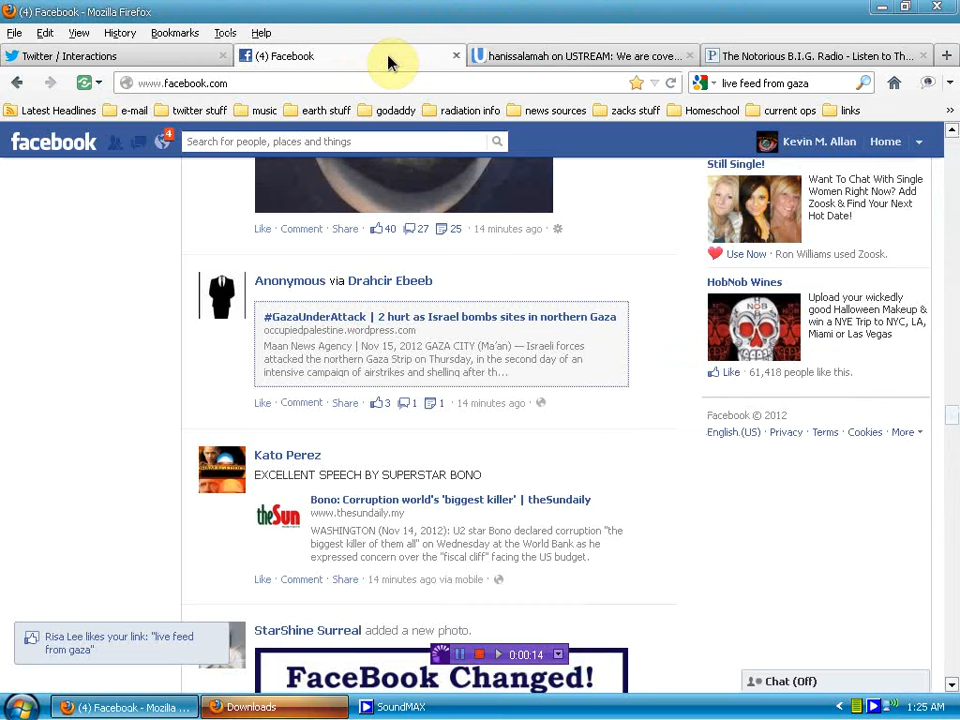 (4) Facebook - Mozilla Firefox
File Edit View History Bookmarks Tools Help
Twitter / Interactions
(4) Facebook
hanissalamah on USTREAM: We are cove...
The Notorious B.I.G. Radio - Listen to Th...
www.facebook.com
live feed from gaza
Latest Headlines e-mail twitter stuff music earth stuff godaddy radiation info news sources zacks stuff Homeschool current ops links
facebook
4
Search for people, places and things
Kevin M. Allan Home
Like · Comment · Share · 40 27 25 · 14 minutes ago ·
Anonymous via Drahcir Ebeeb
#GazaUnderAttack | 2 hurt as Israel bombs sites in northern Gaza
occupiedpalestine.wordpress.com
Maan News Agency | Nov 15, 2012 GAZA CITY (Ma'an) — Israeli forces
attacked the northern Gaza Strip on Thursday, in the second day of an
intensive campaign of airstrikes and shelling after th...
Like · Comment · Share · 3 1 1 · 14 minutes ago ·
Kato Perez
EXCELLENT SPEECH BY SUPERSTAR BONO
theSun
Bono: Corruption world's 'biggest killer' | theSundaily
www.thesundaily.my
WASHINGTON (Nov 14, 2012): U2 star Bono declared corruption "the
biggest killer of them all" on Wednesday at the World Bank as he
expressed concern over the "fiscal cliff" facing the US budget.
Like · Comment · Share · 14 minutes ago via mobile ·
StarShine Surreal added a new photo.
FaceBook Changed!
Still Single!
Want To Chat With Single
Women Right Now? Add
Zoosk & Find Your Next
Hot Date!
Use Now · Ron Williams used Zoosk.
HobNob Wines
Upload your wickedly
good Halloween Makeup &
win a NYE Trip to NYC, LA,
Miami or Las Vegas
Like · 61,418 people like this.
Facebook © 2012
English (US) · Privacy · Terms · Cookies · More
Risa Lee likes your link: "live feed
from gaza"
0:00:14
Chat (Off)
(4) Facebook - Mozilla ...
Downloads
SoundMAX
1:25 AM